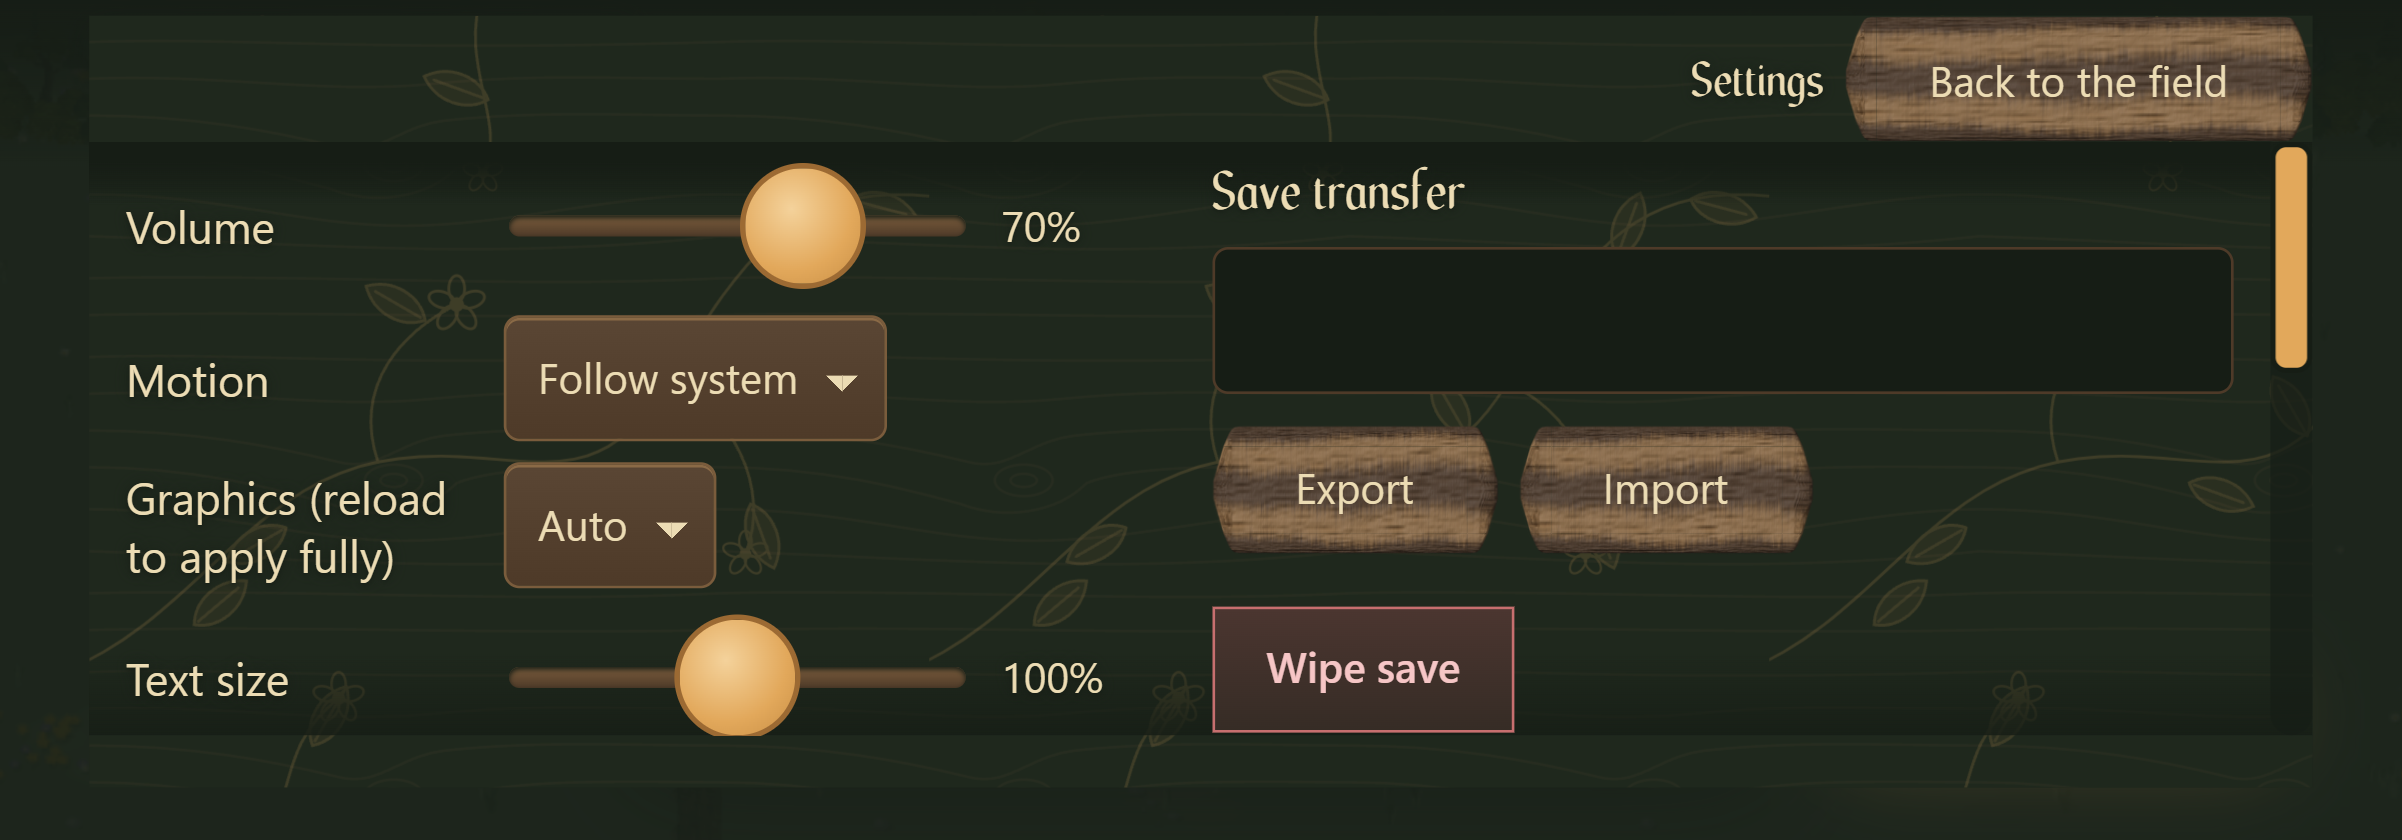 Settings
Back to the field
Volume
70%
Motion
Follow system
Graphics (reload
to apply fully)
Auto
Text size
100%
Save transfer
Export
Import
Wipe save